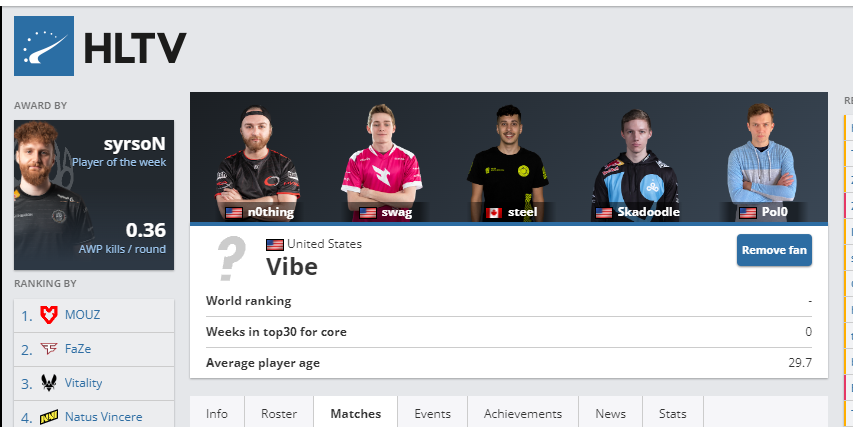 HLTV
AWARD BY
syrsoN
Player of the week
0.36
AWP kills / round
RANKING BY
1. MOUZ
2. FaZe
3. Vitality
4. Natus Vincere
n0thing
swag
steel
Skadoodle
Pol0
?
United States
Vibe
Remove fan
World ranking -
Weeks in top30 for core 0
Average player age 29.7
Info Roster Matches Events Achievements News Stats